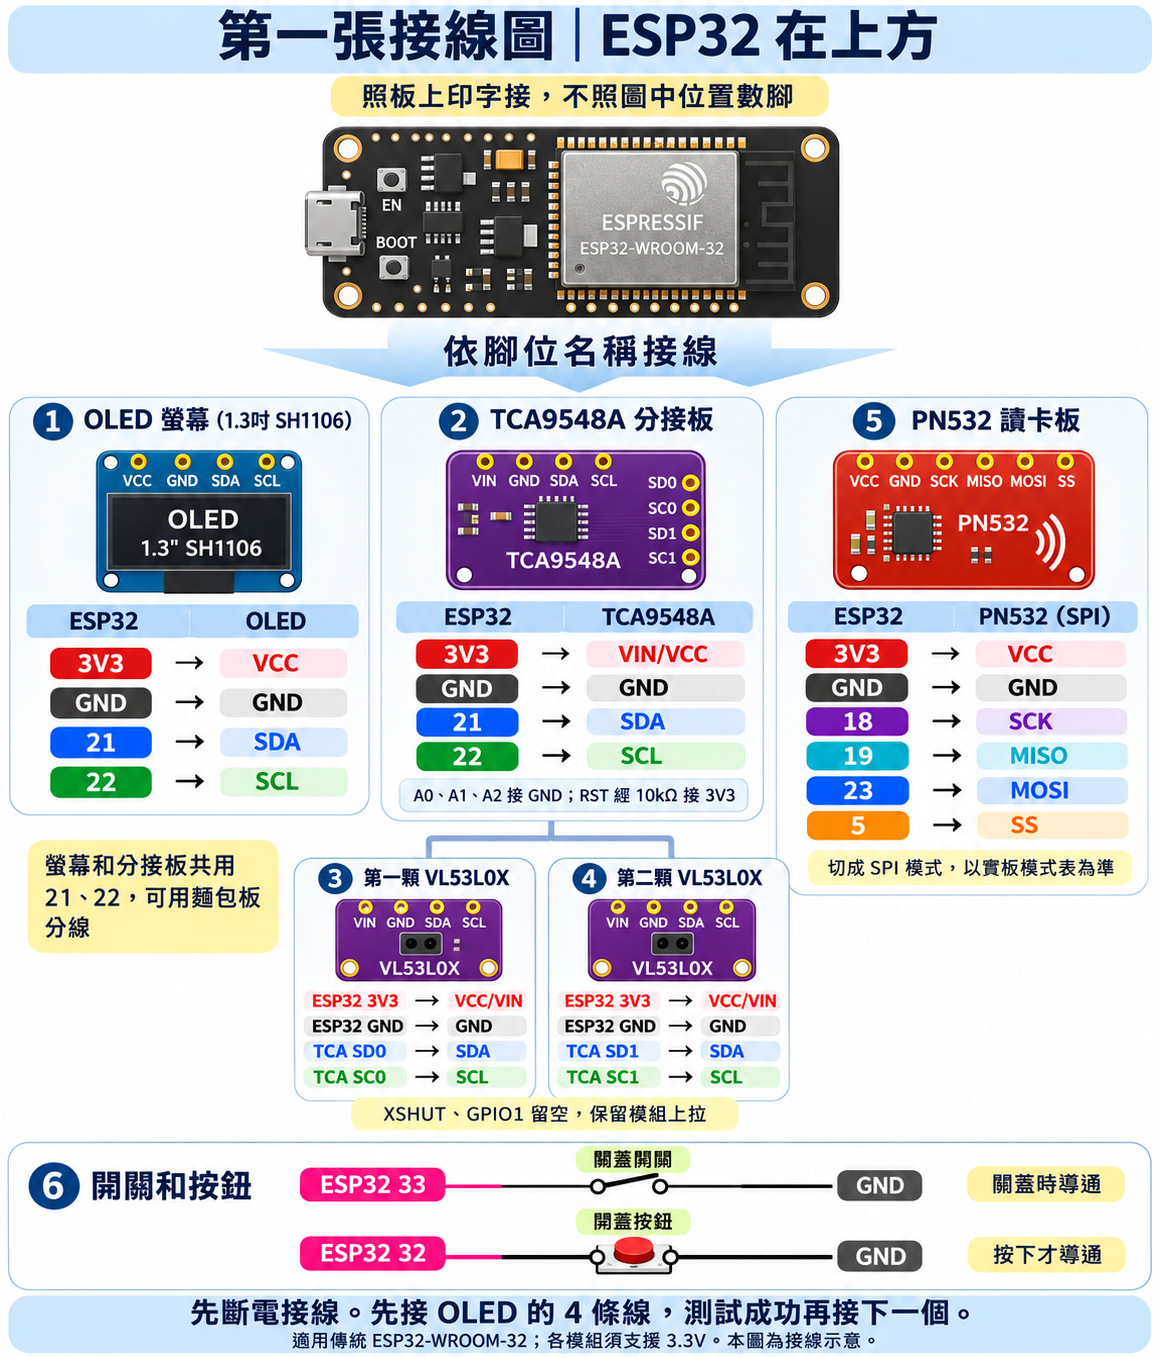 第一張接線圖｜ESP32 在上方
照板上印字接，不照圖中位置數腳
EN
BOOT
ESPRESSIF
ESP32-WROOM-32
依腳位名稱接線
1 OLED 螢幕 (1.3吋 SH1106)
VCC GND SDA SCL
OLED
1.3" SH1106
ESP32 OLED
3V3 → VCC
GND → GND
21 → SDA
22 → SCL
2 TCA9548A 分接板
VIN GND SDA SCL
SD0
SC0
SD1
SC1
TCA9548A
ESP32 TCA9548A
3V3 → VIN/VCC
GND → GND
21 → SDA
22 → SCL
A0、A1、A2 接 GND；RST 經 10kΩ 接 3V3
5 PN532 讀卡板
VCC GND SCK MISO MOSI SS
PN532
ESP32 PN532 (SPI)
3V3 → VCC
GND → GND
18 → SCK
19 → MISO
23 → MOSI
5 → SS
切成 SPI 模式，以實板模式表為準
螢幕和分接板共用
21、22，可用麵包板
分線
3 第一顆 VL53L0X
VIN GND SDA SCL
VL53L0X
ESP32 3V3 → VCC/VIN
ESP32 GND → GND
TCA SD0 → SDA
TCA SC0 → SCL
4 第二顆 VL53L0X
VIN GND SDA SCL
VL53L0X
ESP32 3V3 → VCC/VIN
ESP32 GND → GND
TCA SD1 → SDA
TCA SC1 → SCL
XSHUT、GPIO1 留空，保留模組上拉
6 開關和按鈕
關蓋開關
ESP32 33 GND 關蓋時導通
開蓋按鈕
ESP32 32 GND 按下才導通
先斷電接線。先接 OLED 的 4 條線，測試成功再接下一個。
適用傳統 ESP32-WROOM-32；各模組須支援 3.3V。本圖為接線示意。